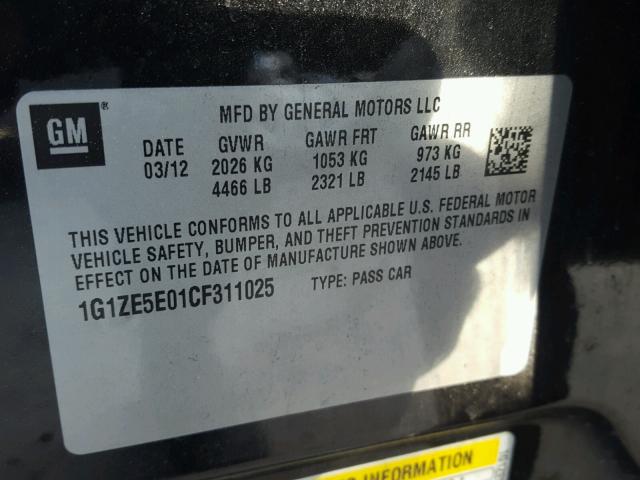 GM ®
MFD BY GENERAL MOTORS LLC
DATE GVWR GAWR FRT GAWR RR
03/12 2026 KG 1053 KG 973 KG
4466 LB 2321 LB 2145 LB
THIS VEHICLE CONFORMS TO ALL APPLICABLE U.S. FEDERAL MOTOR
VEHICLE SAFETY, BUMPER, AND THEFT PREVENTION STANDARDS IN
EFFECT ON THE DATE OF MANUFACTURE SHOWN ABOVE.
1G1ZE5E01CF311025 TYPE: PASS CAR
INFORMATION